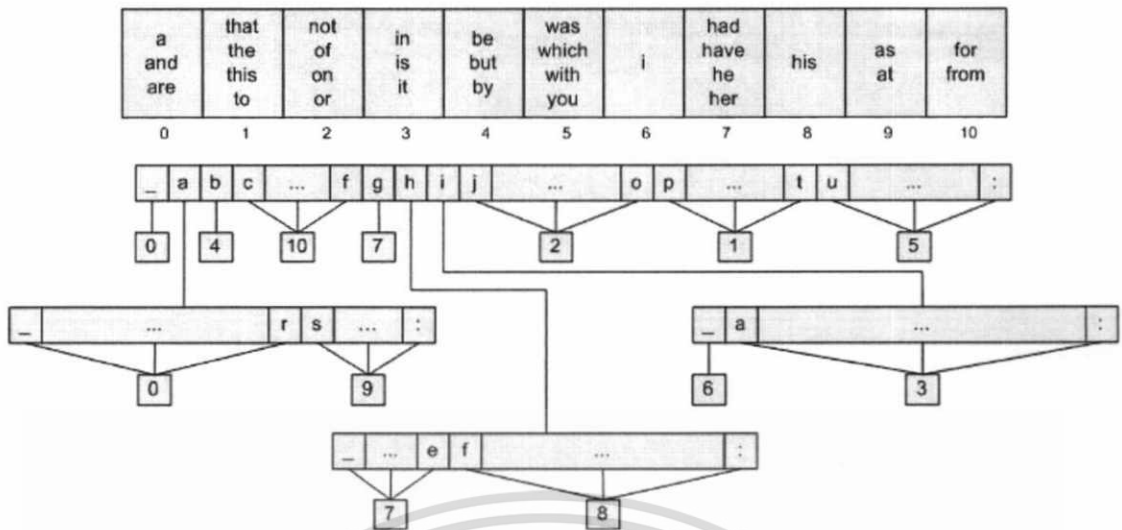 a that not in be was i had his as for
and the of is but which have at from
are this on it by with he
to or you her
0 1 2 3 4 5 6 7 8 9 10
_ a b c ... f g h i j ... o p ... t u ... :
0 4 10 7 2 1 5
_ ... r s ... : _ a ... :
0 9 6 3
_ ... e f ... :
7 8